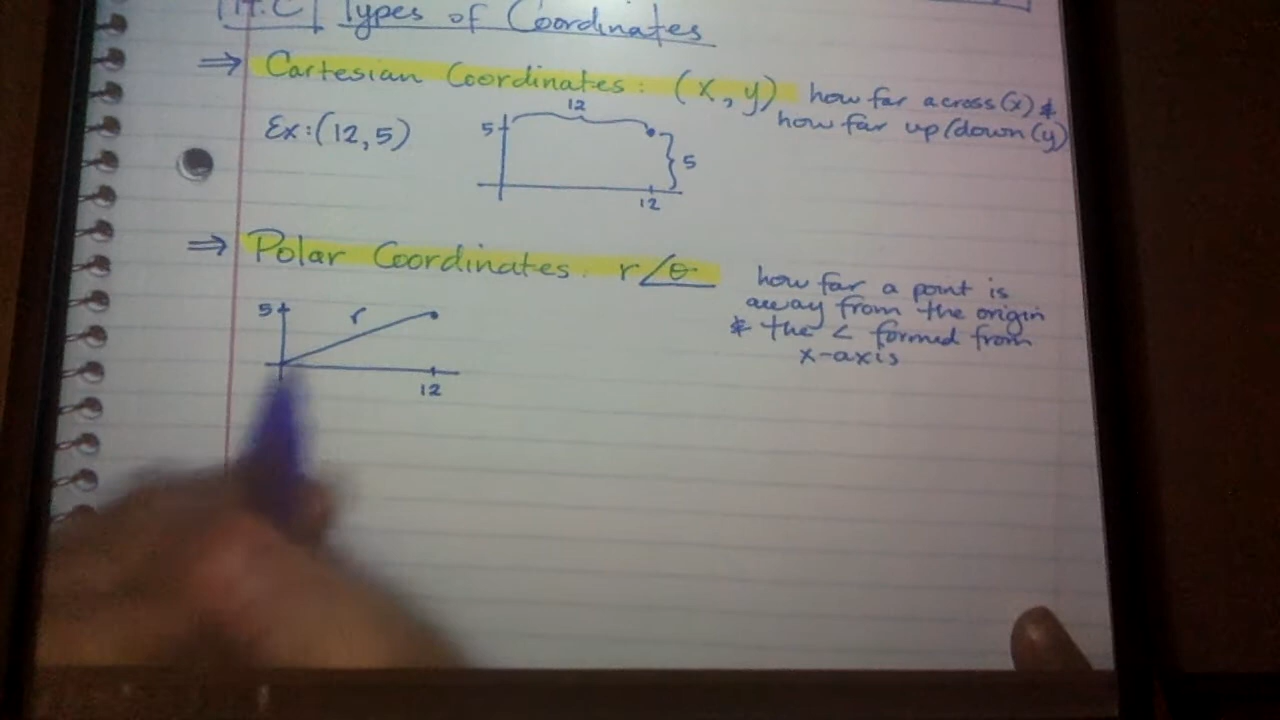 Types of Coordinates
⇒ Cartesian Coordinates: (x, y) how far across (x) &
how far up/down (y)
Ex: (12, 5)
12
5
5
12
⇒ Polar Coordinates. r∠θ
how far a point is
away from the origin
& the ∠ formed from
x-axis
5
r
12